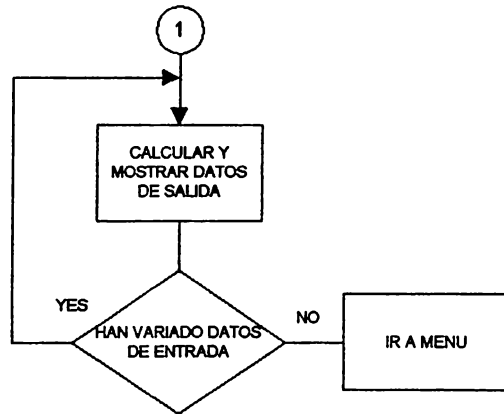 1
CALCULAR Y
MOSTRAR DATOS
DE SALIDA
YES
HAN VARIADO DATOS
DE ENTRADA
NO
IR A MENU